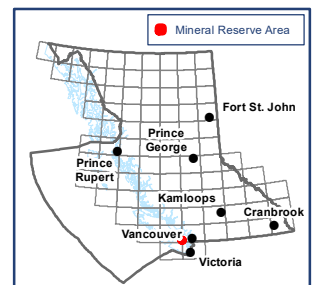 Mineral Reserve Area
Fort St. John
Prince
George
Prince
Rupert
Kamloops
Cranbrook
Vancouver
Victoria